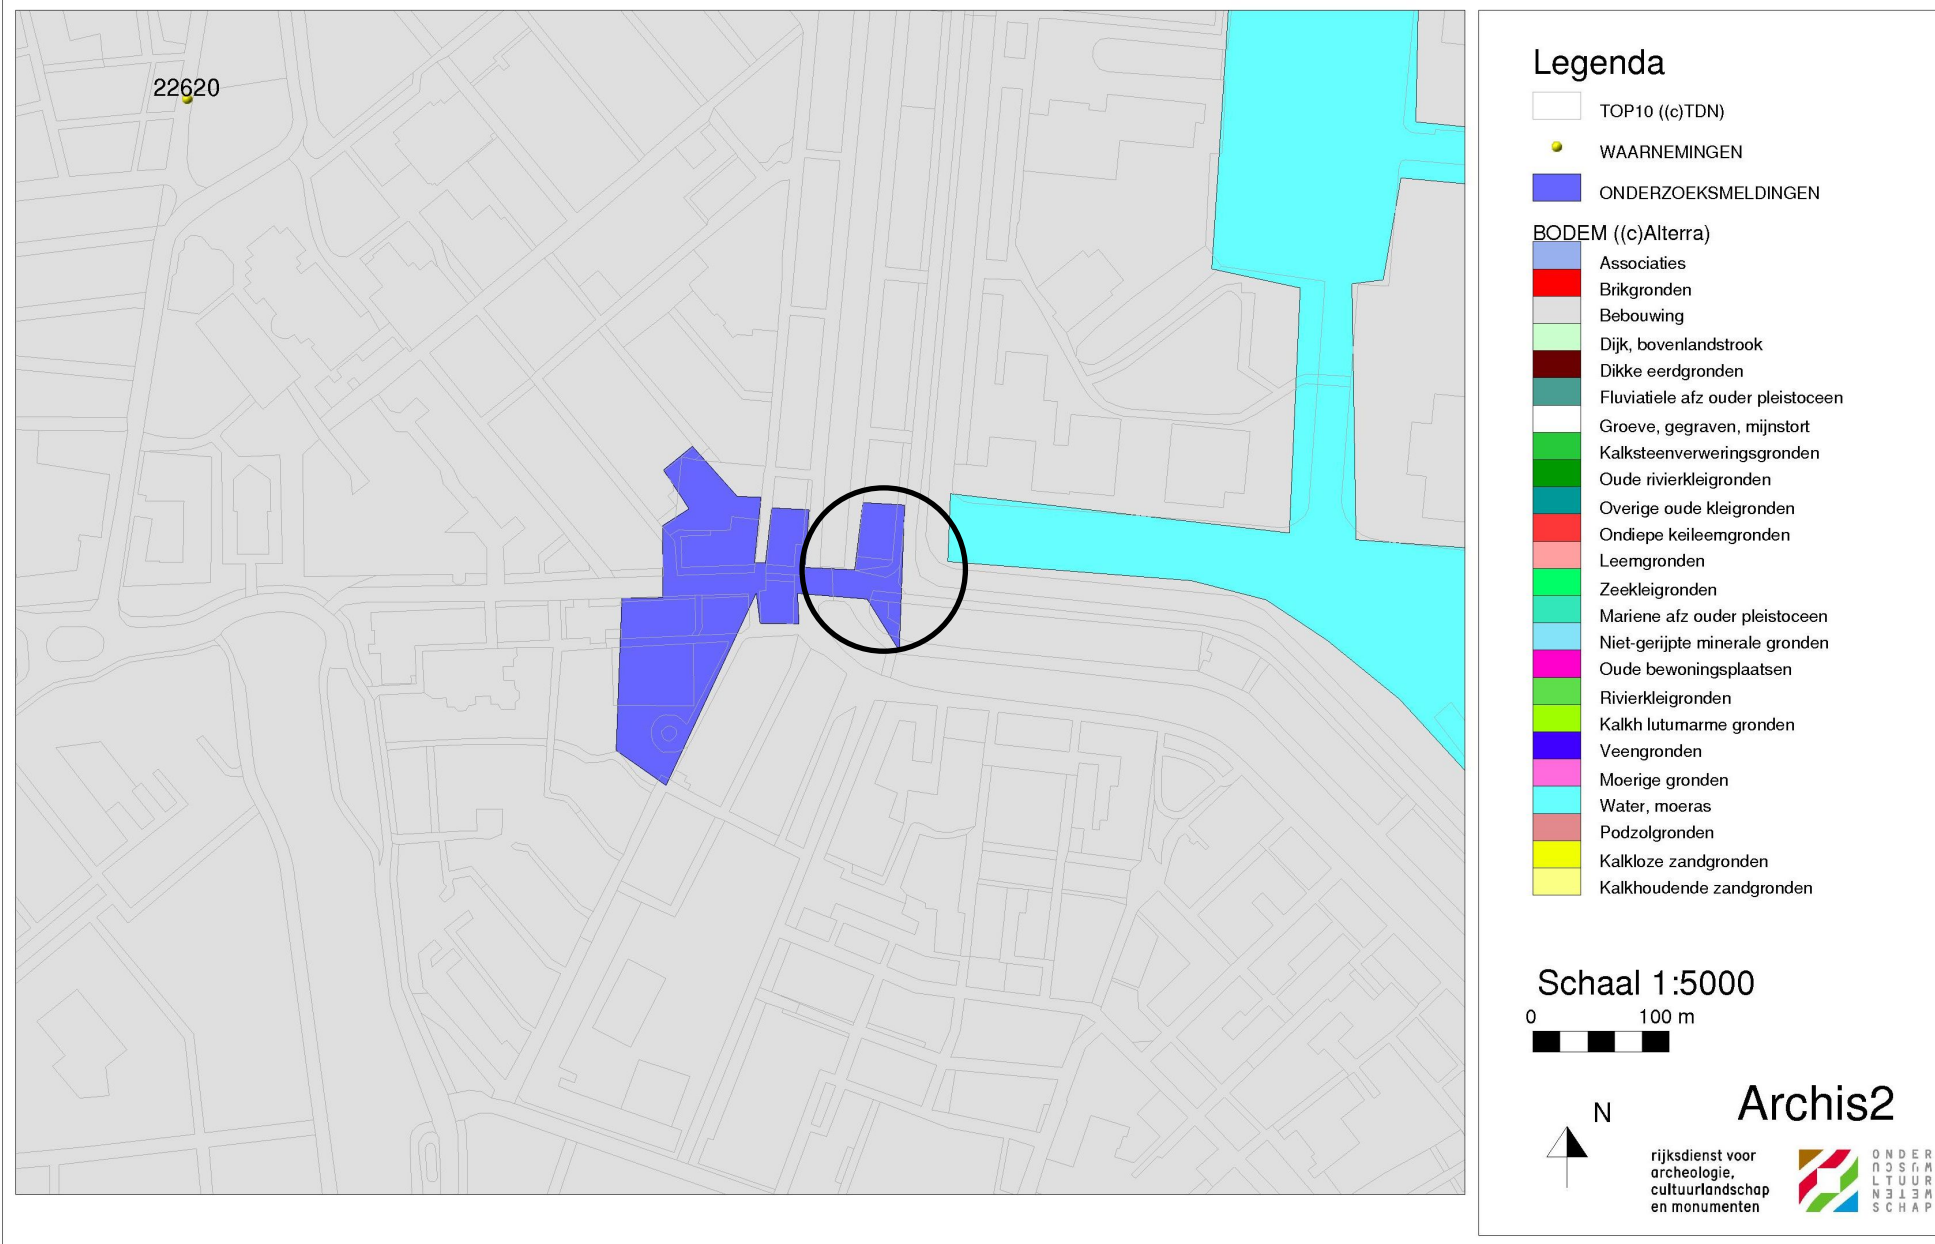 22620
Legenda
TOP10 ((c)TDN)
WAARNEMINGEN
ONDERZOEKSMELDINGEN
BODEM ((c)Alterra)
Associaties
Brikgronden
Bebouwing
Dijk, bovenlandstrook
Dikke eerdgronden
Fluviatiele afz ouder pleistoceen
Groeve, gegraven, mijnstort
Kalksteenverweringsgronden
Oude rivierkleigronden
Overige oude kleigronden
Ondiepe keileemgronden
Leemgronden
Zeekleigronden
Mariene afz ouder pleistoceen
Niet-gerijpte minerale gronden
Oude bewoningsplaatsen
Rivierkleigronden
Kalkh lutumarme gronden
Veengronden
Moerige gronden
Water, moeras
Podzolgronden
Kalkloze zandgronden
Kalkhoudende zandgronden
Schaal 1:5000
0 100 m
N
Archis2
rijksdienst voor
archeologie,
cultuurlandschap
en monumenten
ONDER
SCHAP